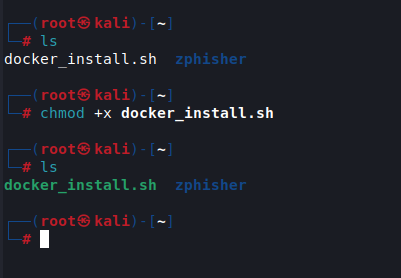 ┌──(root㉿kali)-[~]
└─# ls
docker_install.sh  zphisher
┌──(root㉿kali)-[~]
└─# chmod +x docker_install.sh
┌──(root㉿kali)-[~]
└─# ls
docker_install.sh  zphisher
┌──(root㉿kali)-[~]
└─#